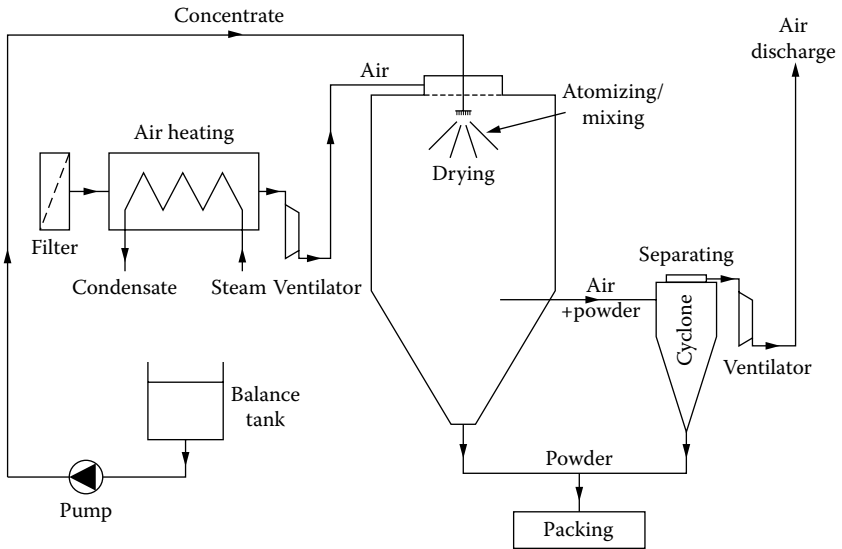 Concentrate
Air
discharge
Air
Atomizing/
mixing
Air heating
Drying
Filter
Separating
Condensate
Steam
Ventilator
Air
+powder
Cyclone
Ventilator
Balance
tank
Powder
Pump
Packing